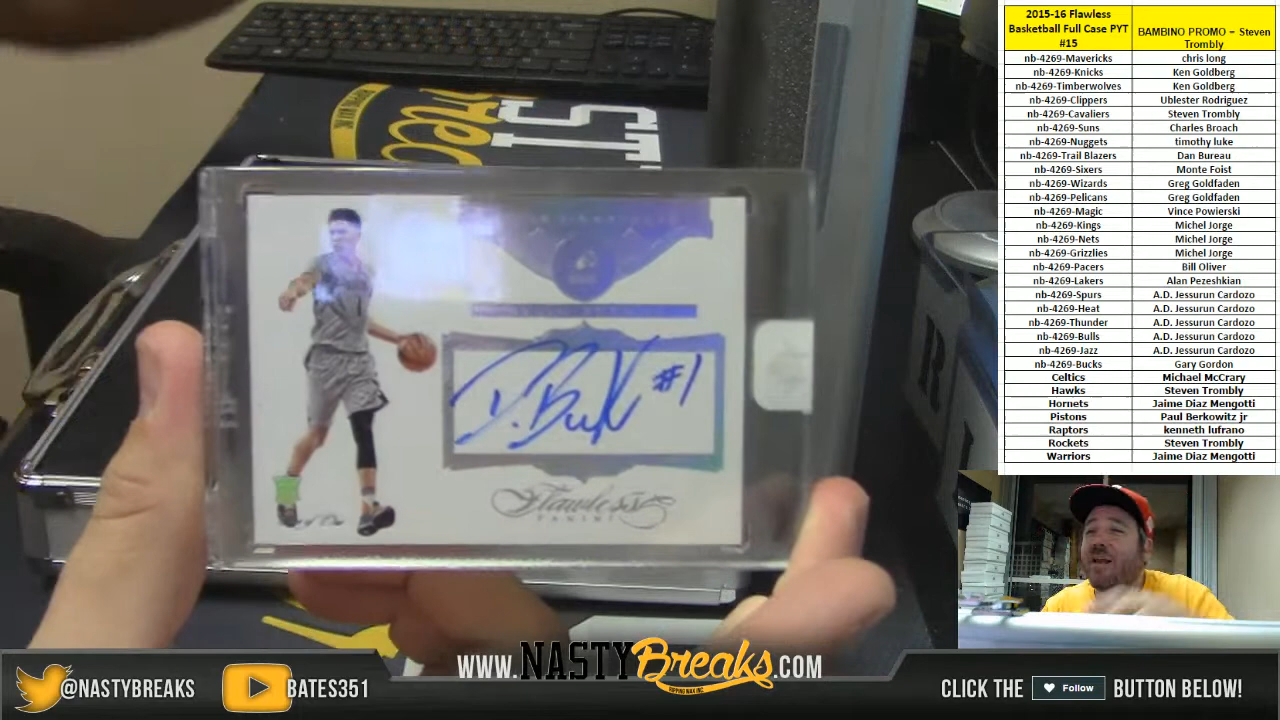 2015-16 Flawless
Basketball Full Case PYT
#15
BAMBINO PROMO – Steven
Trombly
nb-4269-Mavericks chris long
nb-4269-Knicks Ken Goldberg
nb-4269-Timberwolves Ken Goldberg
nb-4269-Clippers Ublester Rodriguez
nb-4269-Cavaliers Steven Trombly
nb-4269-Suns Charles Broach
nb-4269-Nuggets timothy luke
nb-4269-Trail Blazers Dan Bureau
nb-4269-Sixers Monte Foist
nb-4269-Wizards Greg Goldfaden
nb-4269-Pelicans Greg Goldfaden
nb-4269-Magic Vince Powierski
nb-4269-Kings Michel Jorge
nb-4269-Nets Michel Jorge
nb-4269-Grizzlies Michel Jorge
nb-4269-Pacers Bill Oliver
nb-4269-Lakers Alan Pezeshkian
nb-4269-Spurs A.D. Jessurun Cardozo
nb-4269-Heat A.D. Jessurun Cardozo
nb-4269-Thunder A.D. Jessurun Cardozo
nb-4269-Bulls A.D. Jessurun Cardozo
nb-4269-Jazz A.D. Jessurun Cardozo
nb-4269-Bucks Gary Gordon
Celtics Michael McCrary
Hawks Steven Trombly
Hornets Jaime Diaz Mengotti
Pistons Paul Berkowitz jr
Raptors kenneth lufrano
Rockets Steven Trombly
Warriors Jaime Diaz Mengotti
#1
Flawless
PANINI
@NASTYBREAKS
BATES351
WWW.NASTYBreaks.COM
RIPPING WAX INC.
CLICK THE Follow BUTTON BELOW!